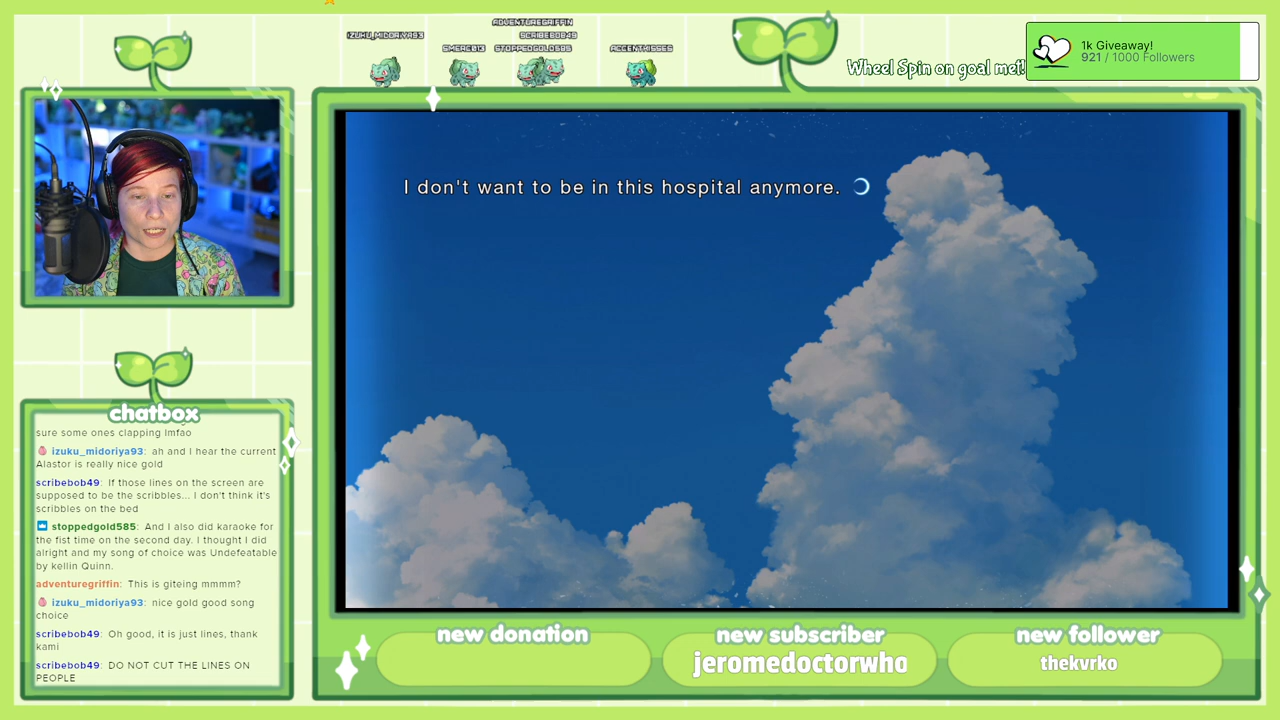 ADVENTUREGRIFFIN
IZUKU_MIDORIYA93
SCRIBEBOB49
STOPPEDGOLD585
ACCENTKISSES
Wheel Spin on goal met!
1k Giveaway!
921 / 1000 Followers
I don't want to be in this hospital anymore.
chatbox
sure some ones clapping lmfao
izuku_midoriya93: ah and I hear the current
Alastor is really nice gold
scribebob49: If those lines on the screen are
supposed to be the scribbles... I don't think it's
scribbles on the bed
stoppedgold585: And I also did karaoke for
the fist time on the second day. I thought I did
alright and my song of choice was Undefeatable
by kellin Quinn.
adventuregriffin: This is giteing mmmm?
izuku_midoriya93: nice gold good song
choice
scribebob49: Oh good, it is just lines, thank
kami
scribebob49: DO NOT CUT THE LINES ON
PEOPLE
new donation
new subscriber
jeromedoctorwho
new follower
thekvrko